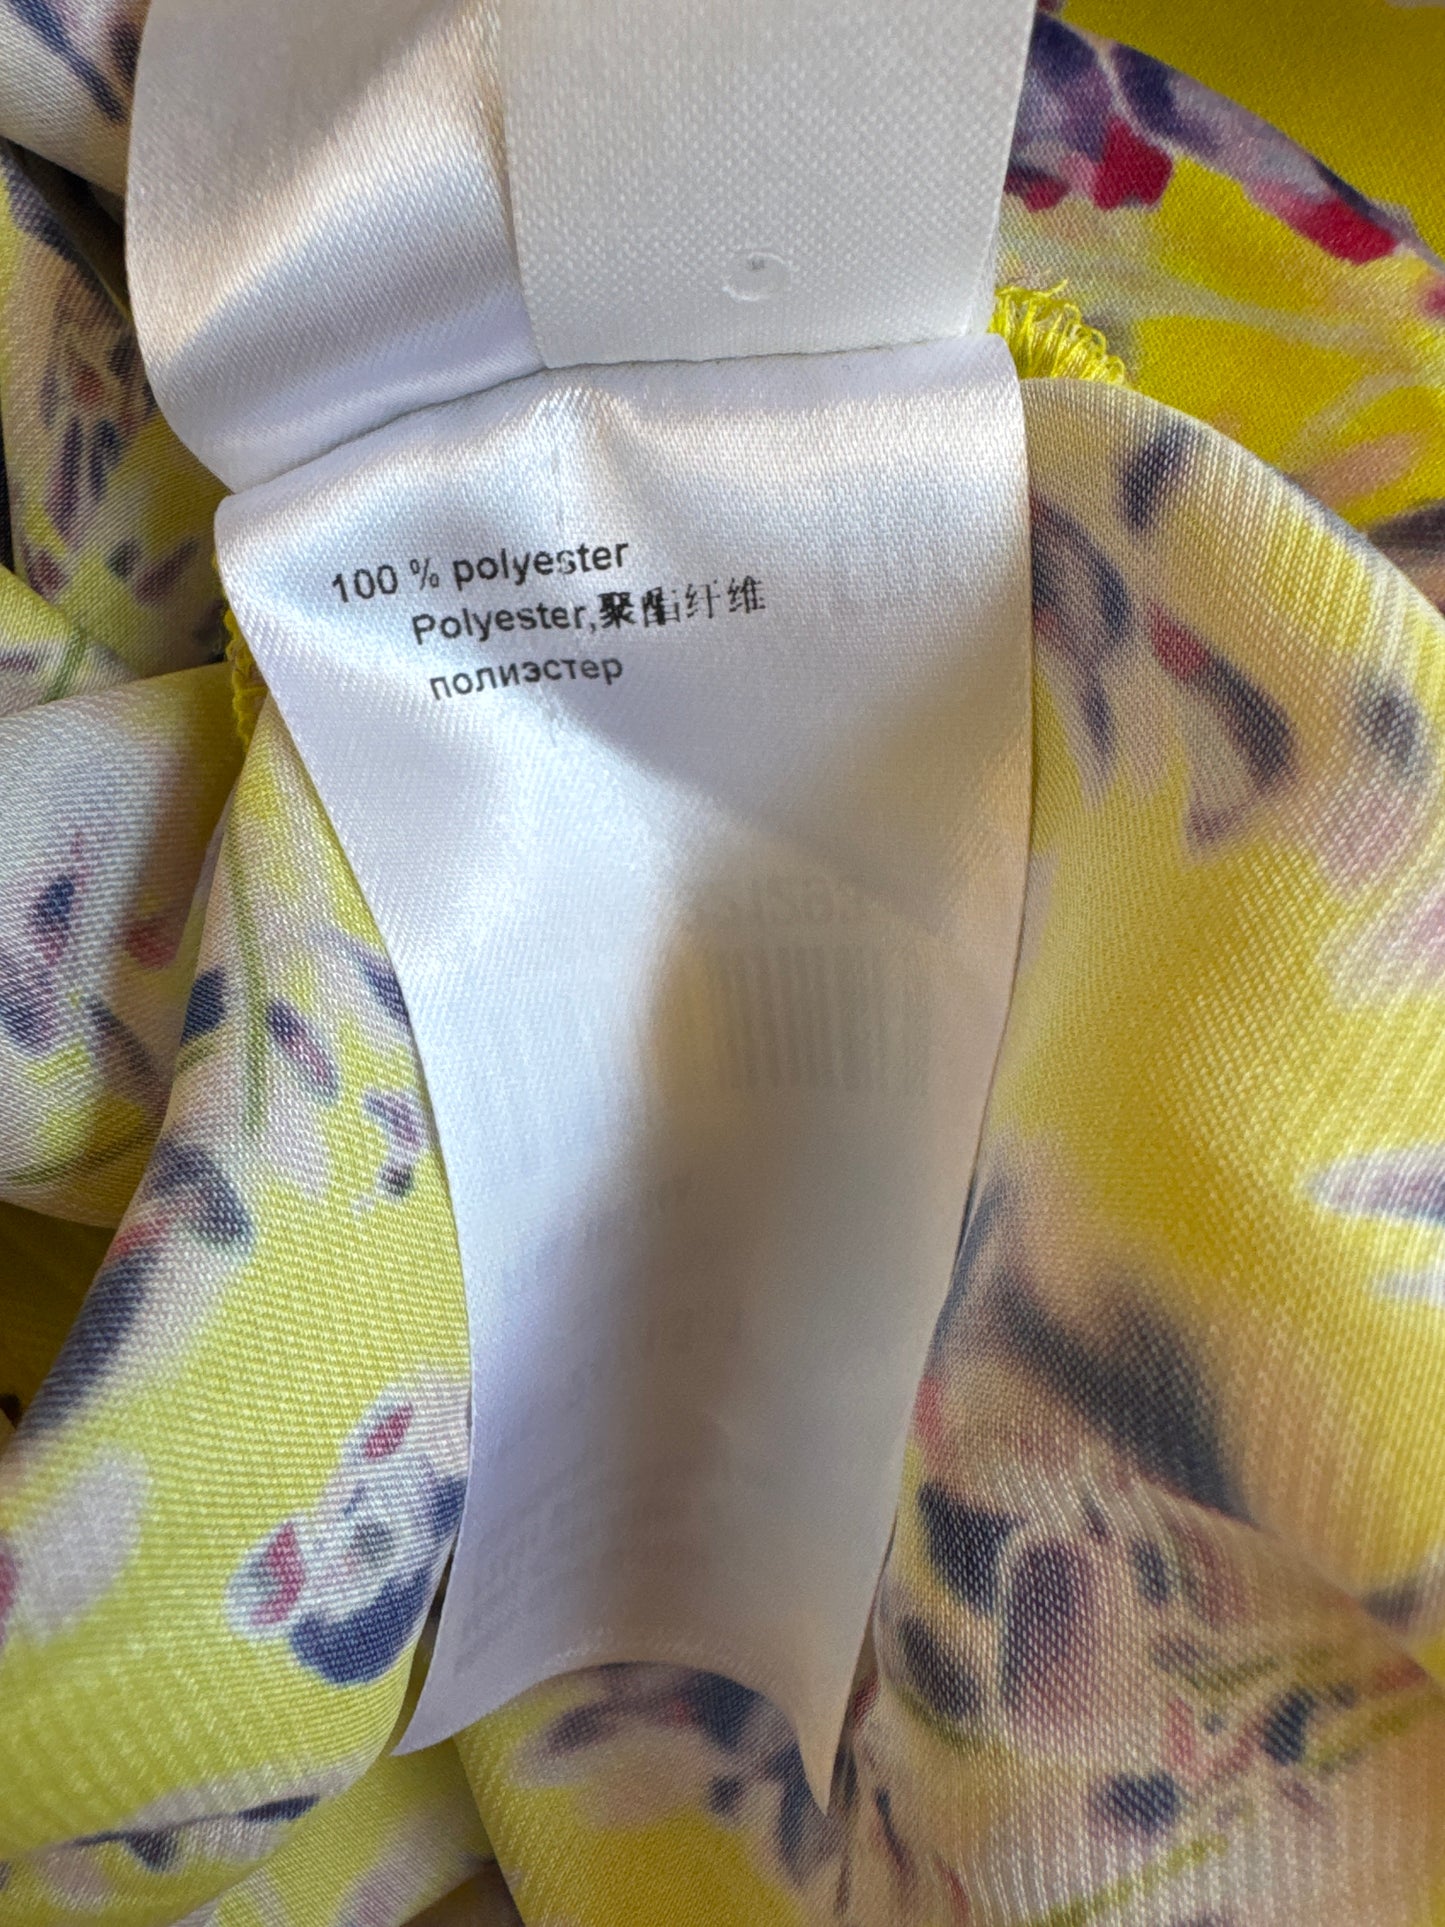 100 % polyester
Polyester,聚酯纤维
полиэстер